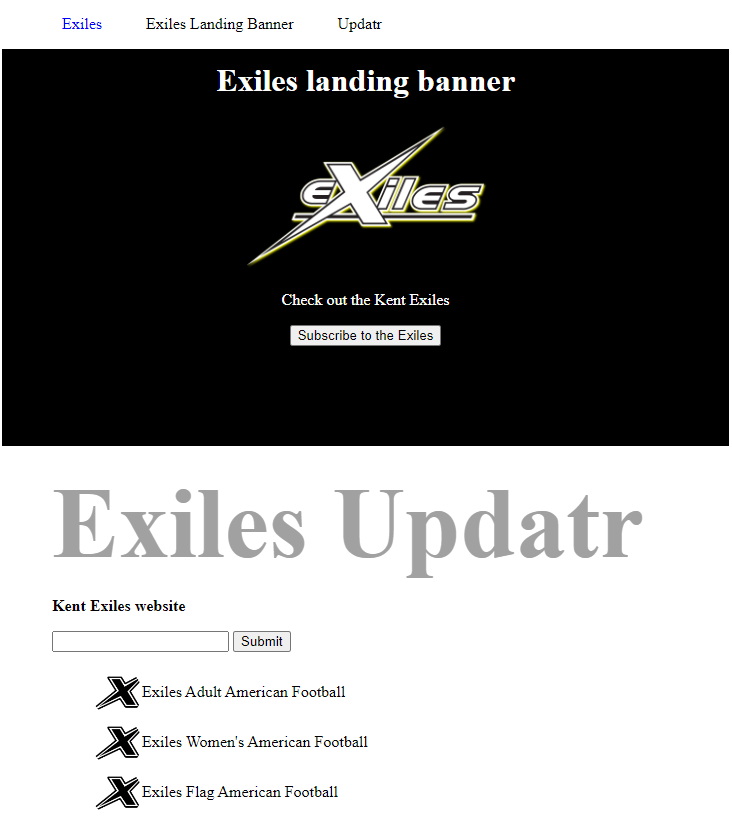 Exiles Exiles Landing Banner Updatr
Exiles landing banner
eXiles
Check out the Kent Exiles
Subscribe to the Exiles
Exiles Updatr
Kent Exiles website
Submit
X Exiles Adult American Football
X Exiles Women's American Football
X Exiles Flag American Football